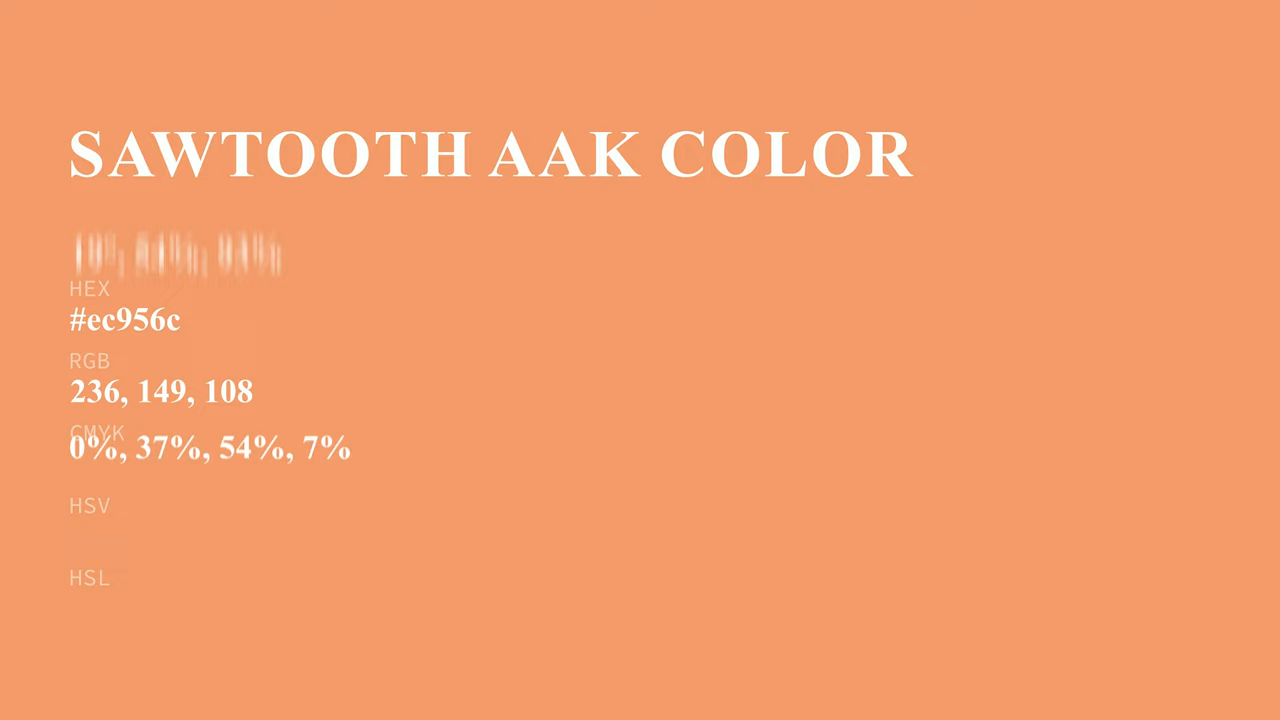 SAWTOOTH AAK COLOR
HEX
#ec956c
RGB
236, 149, 108
CMYK
0%, 37%, 54%, 7%
HSV
HSL